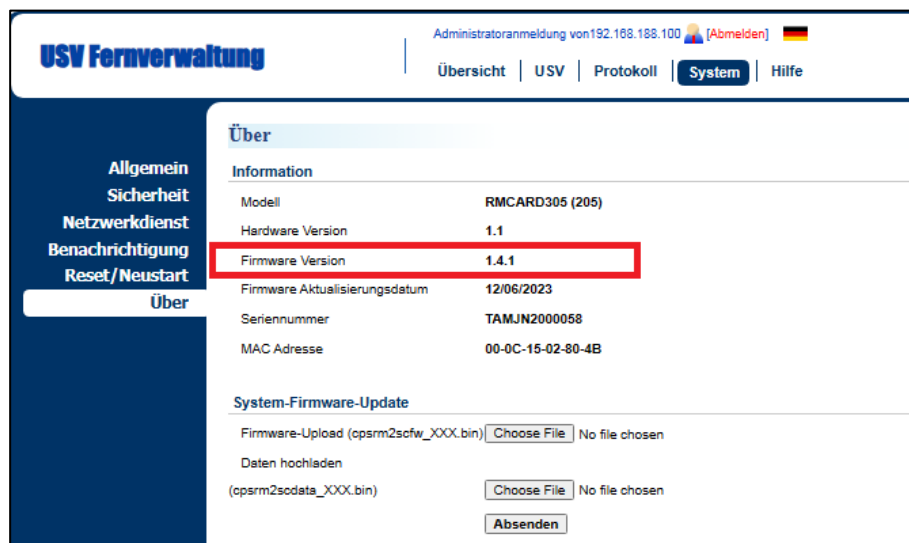 USV Fernverwaltung
Administratoranmeldung von192.168.188.100 [Abmelden]
Übersicht | USV | Protokoll | System | Hilfe
Allgemein
Sicherheit
Netzwerkdienst
Benachrichtigung
Reset/Neustart
Über
Über
Information
Modell RMCARD305 (205)
Hardware Version 1.1
Firmware Version 1.4.1
Firmware Aktualisierungsdatum 12/06/2023
Seriennummer TAMJN2000058
MAC Adresse 00-0C-15-02-80-4B
System-Firmware-Update
Firmware-Upload (cpsrm2scfw_XXX.bin) Choose File No file chosen
Daten hochladen
(cpsrm2scdata_XXX.bin) Choose File No file chosen
Absenden